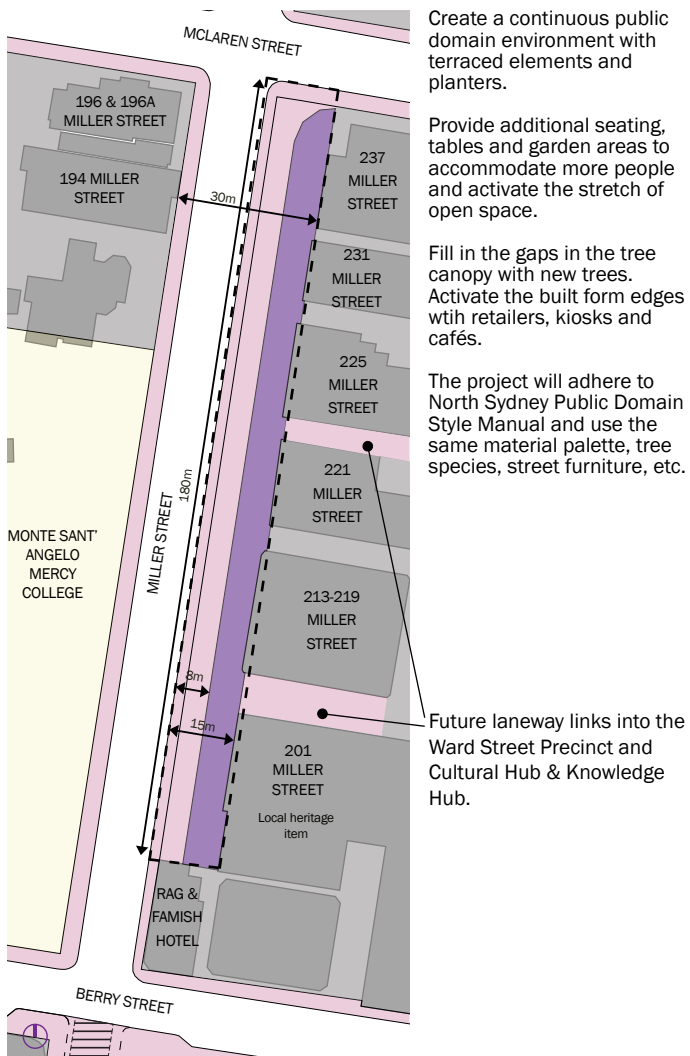 MCLAREN STREET
196 & 196A
MILLER STREET
194 MILLER
STREET
30m
237
MILLER
STREET
231
MILLER
STREET
225
MILLER
STREET
221
MILLER
STREET
180m
MILLER STREET
MONTE SANT'
ANGELO
MERCY
COLLEGE
213-219
MILLER
STREET
8m
15m
201
MILLER
STREET
Local heritage
item
RAG &
FAMISH
HOTEL
BERRY STREET
Create a continuous public
domain environment with
terraced elements and
planters.
Provide additional seating,
tables and garden areas to
accommodate more people
and activate the stretch of
open space.
Fill in the gaps in the tree
canopy with new trees.
Activate the built form edges
wtih retailers, kiosks and
cafés.
The project will adhere to
North Sydney Public Domain
Style Manual and use the
same material palette, tree
species, street furniture, etc.
Future laneway links into the
Ward Street Precinct and
Cultural Hub & Knowledge
Hub.